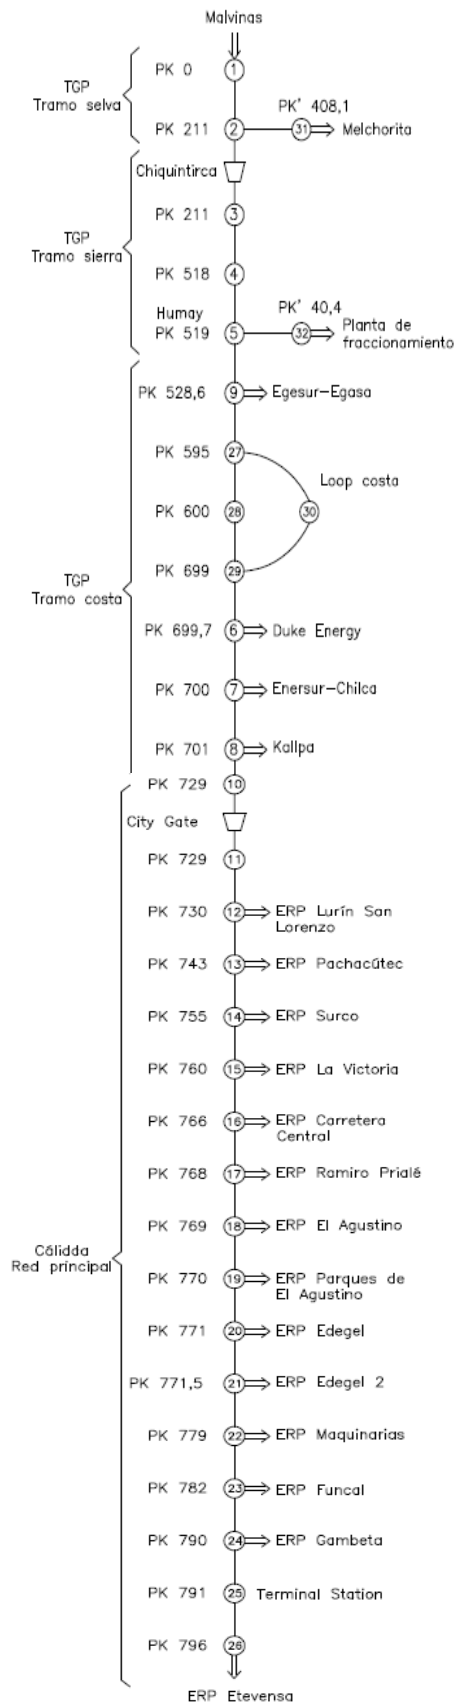 Malvinas
PK 0
1
TGP
Tramo selva
PK' 408,1
PK 211
2
31
Melchorita
Chiquintirca
PK 211
3
TGP
Tramo sierra
PK 518
4
Humay
PK' 40,4
PK 519
5
32
Planta de
fraccionamiento
PK 528,6
9
Egesur-Egasa
PK 595
27
Loop costa
PK 600
28
30
PK 699
29
TGP
Tramo costa
PK 699,7
6
Duke Energy
PK 700
7
Enersur-Chilca
PK 701
8
Kallpa
PK 729
10
City Gate
PK 729
11
PK 730
12
ERP Lurín San
Lorenzo
PK 743
13
ERP Pachacútec
PK 755
14
ERP Surco
PK 760
15
ERP La Victoria
PK 766
16
ERP Carretera
Central
PK 768
17
ERP Ramiro Prialé
PK 769
18
ERP El Agustino
Cálidda
Red principal
PK 770
19
ERP Parques de
El Agustino
PK 771
20
ERP Edegel
PK 771,5
21
ERP Edegel 2
PK 779
22
ERP Maquinarias
PK 782
23
ERP Funcal
PK 790
24
ERP Gambeta
PK 791
25
Terminal Station
PK 796
26
ERP Etevensa